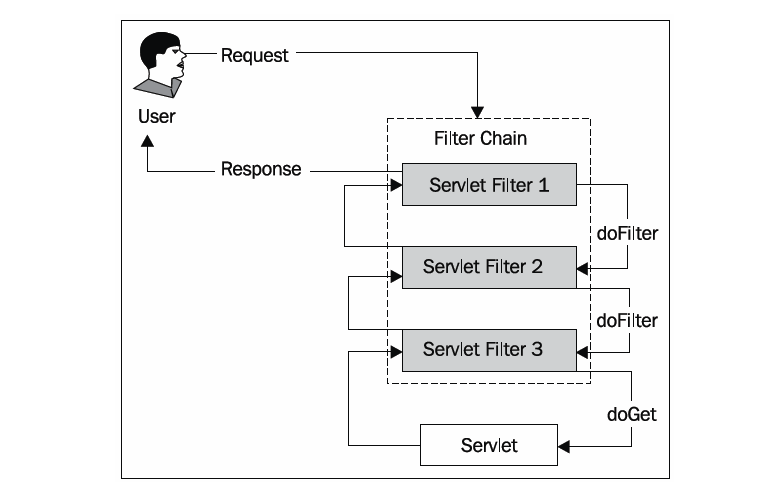 Request
User
Filter Chain
Response
Servlet Filter 1
doFilter
Servlet Filter 2
doFilter
Servlet Filter 3
doGet
Servlet